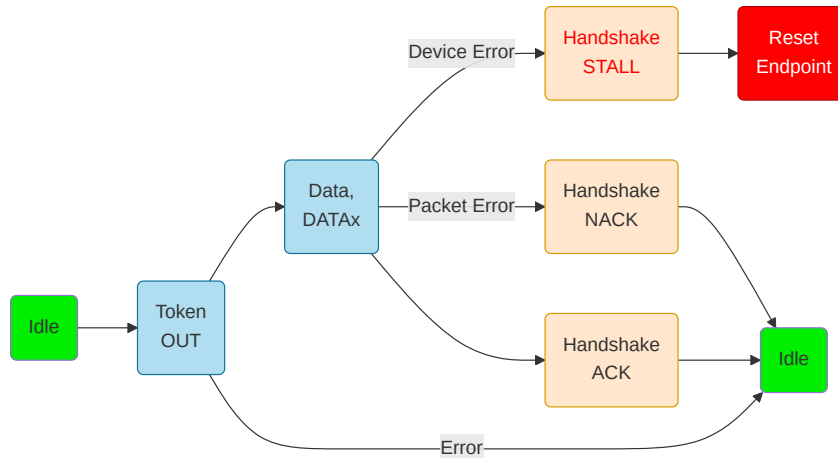 Device Error
Handshake
STALL
Reset
Endpoint
Data,
DATAx
Packet Error
Handshake
NACK
Idle
Token
OUT
Handshake
ACK
Idle
Error